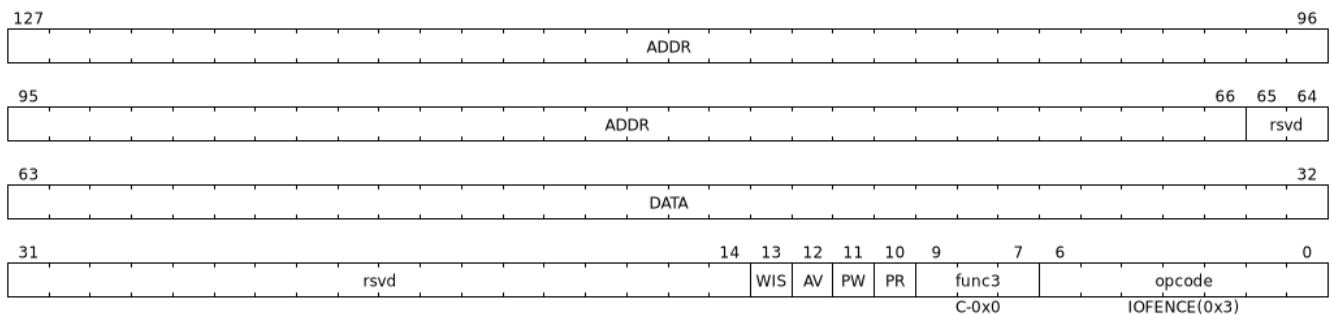 127 96
ADDR
95 66 65 64
ADDR rsvd
63 32
DATA
31 14 13 12 11 10 9 7 6 0
rsvd WIS AV PW PR func3 opcode
C-0x0 IOFENCE(0x3)